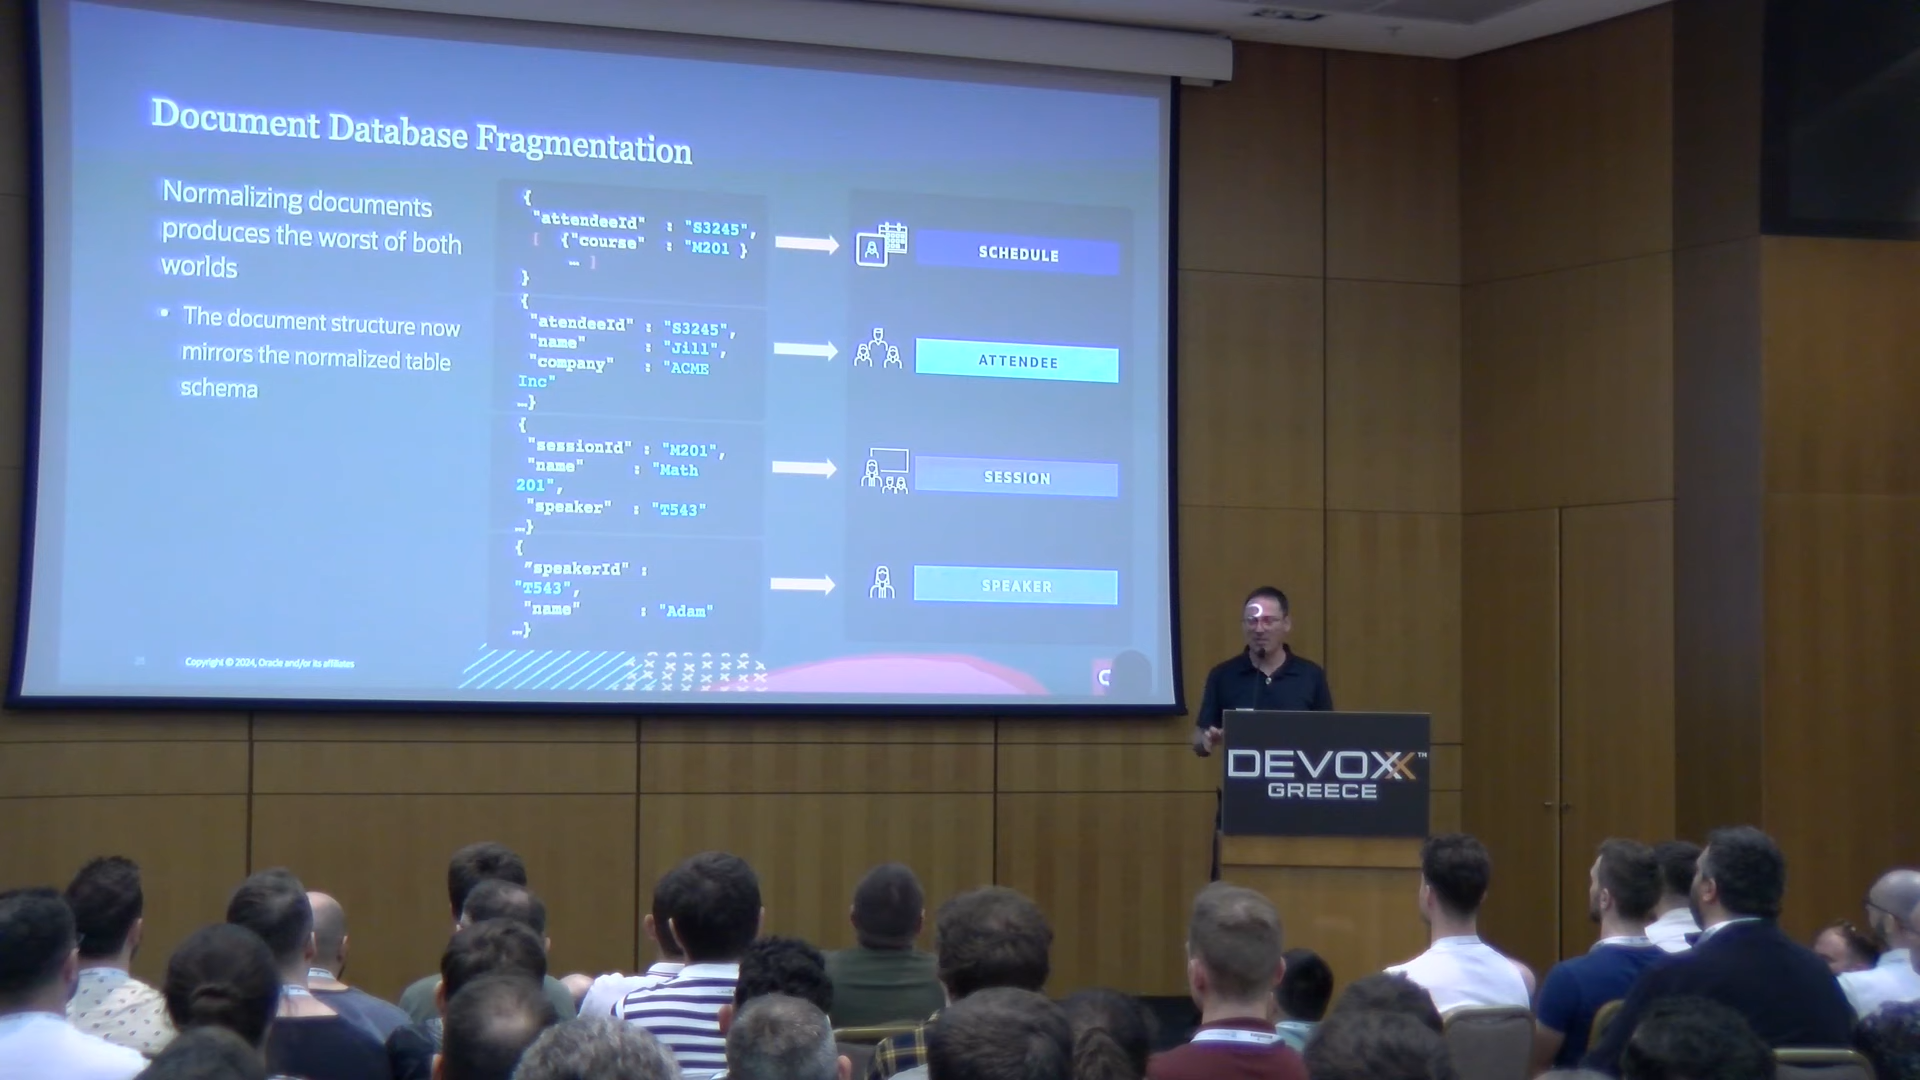 Document Database Fragmentation
Normalizing documents
produces the worst of both
worlds
• The document structure now
mirrors the normalized table
schema
{
"attendeeId" : "S3245",
[ {"course" : "M201 }
… ]
}
{
"atendeeId" : "S3245",
"name" : "Jill",
"company" : "ACME
Inc"
…}
{
"sessionId" : "M201",
"name" : "Math
201",
"speaker" : "T543"
…}
{
"speakerId" :
"T543",
"name" : "Adam"
…}
SCHEDULE
ATTENDEE
SESSION
SPEAKER
Copyright © 2024, Oracle and/or its affiliates
DEVOXX™
GREECE